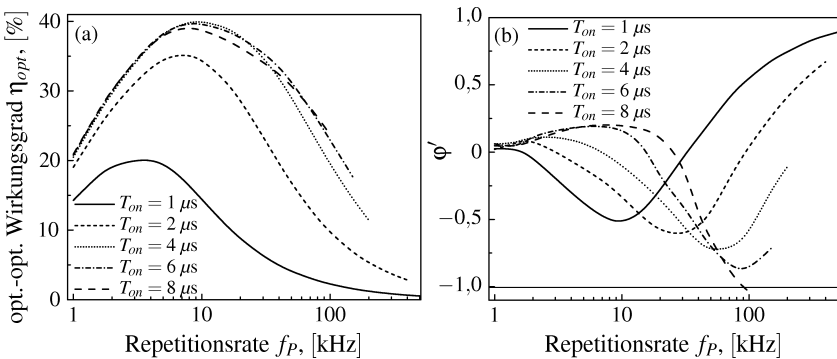 (a)
opt.-opt. Wirkungsgrad η_opt, [%]
40
30
20
10
0
T_on = 1 µs
T_on = 2 µs
T_on = 4 µs
T_on = 6 µs
T_on = 8 µs
1 10 100
Repetitionsrate f_P, [kHz]
(b)
φ′
1,0
0,5
0
−0,5
−1,0
T_on = 1 µs
T_on = 2 µs
T_on = 4 µs
T_on = 6 µs
T_on = 8 µs
1 10 100
Repetitionsrate f_P, [kHz]